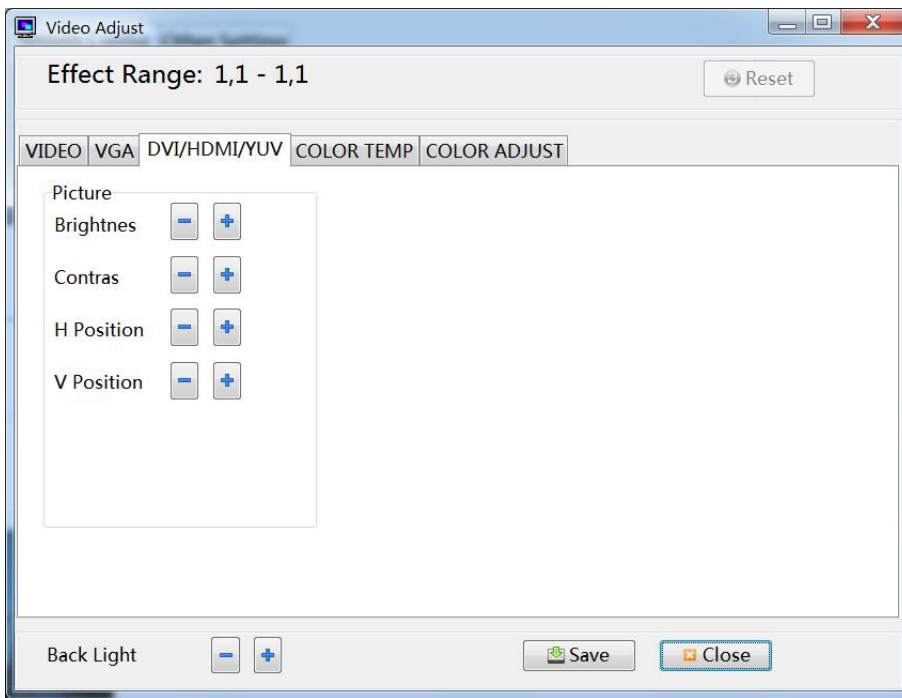 Video Adjust
Effect Range: 1,1 - 1,1
Reset
VIDEO VGA DVI/HDMI/YUV COLOR TEMP COLOR ADJUST
Picture
Brightnes
Contras
H Position
V Position
Back Light
Save
Close